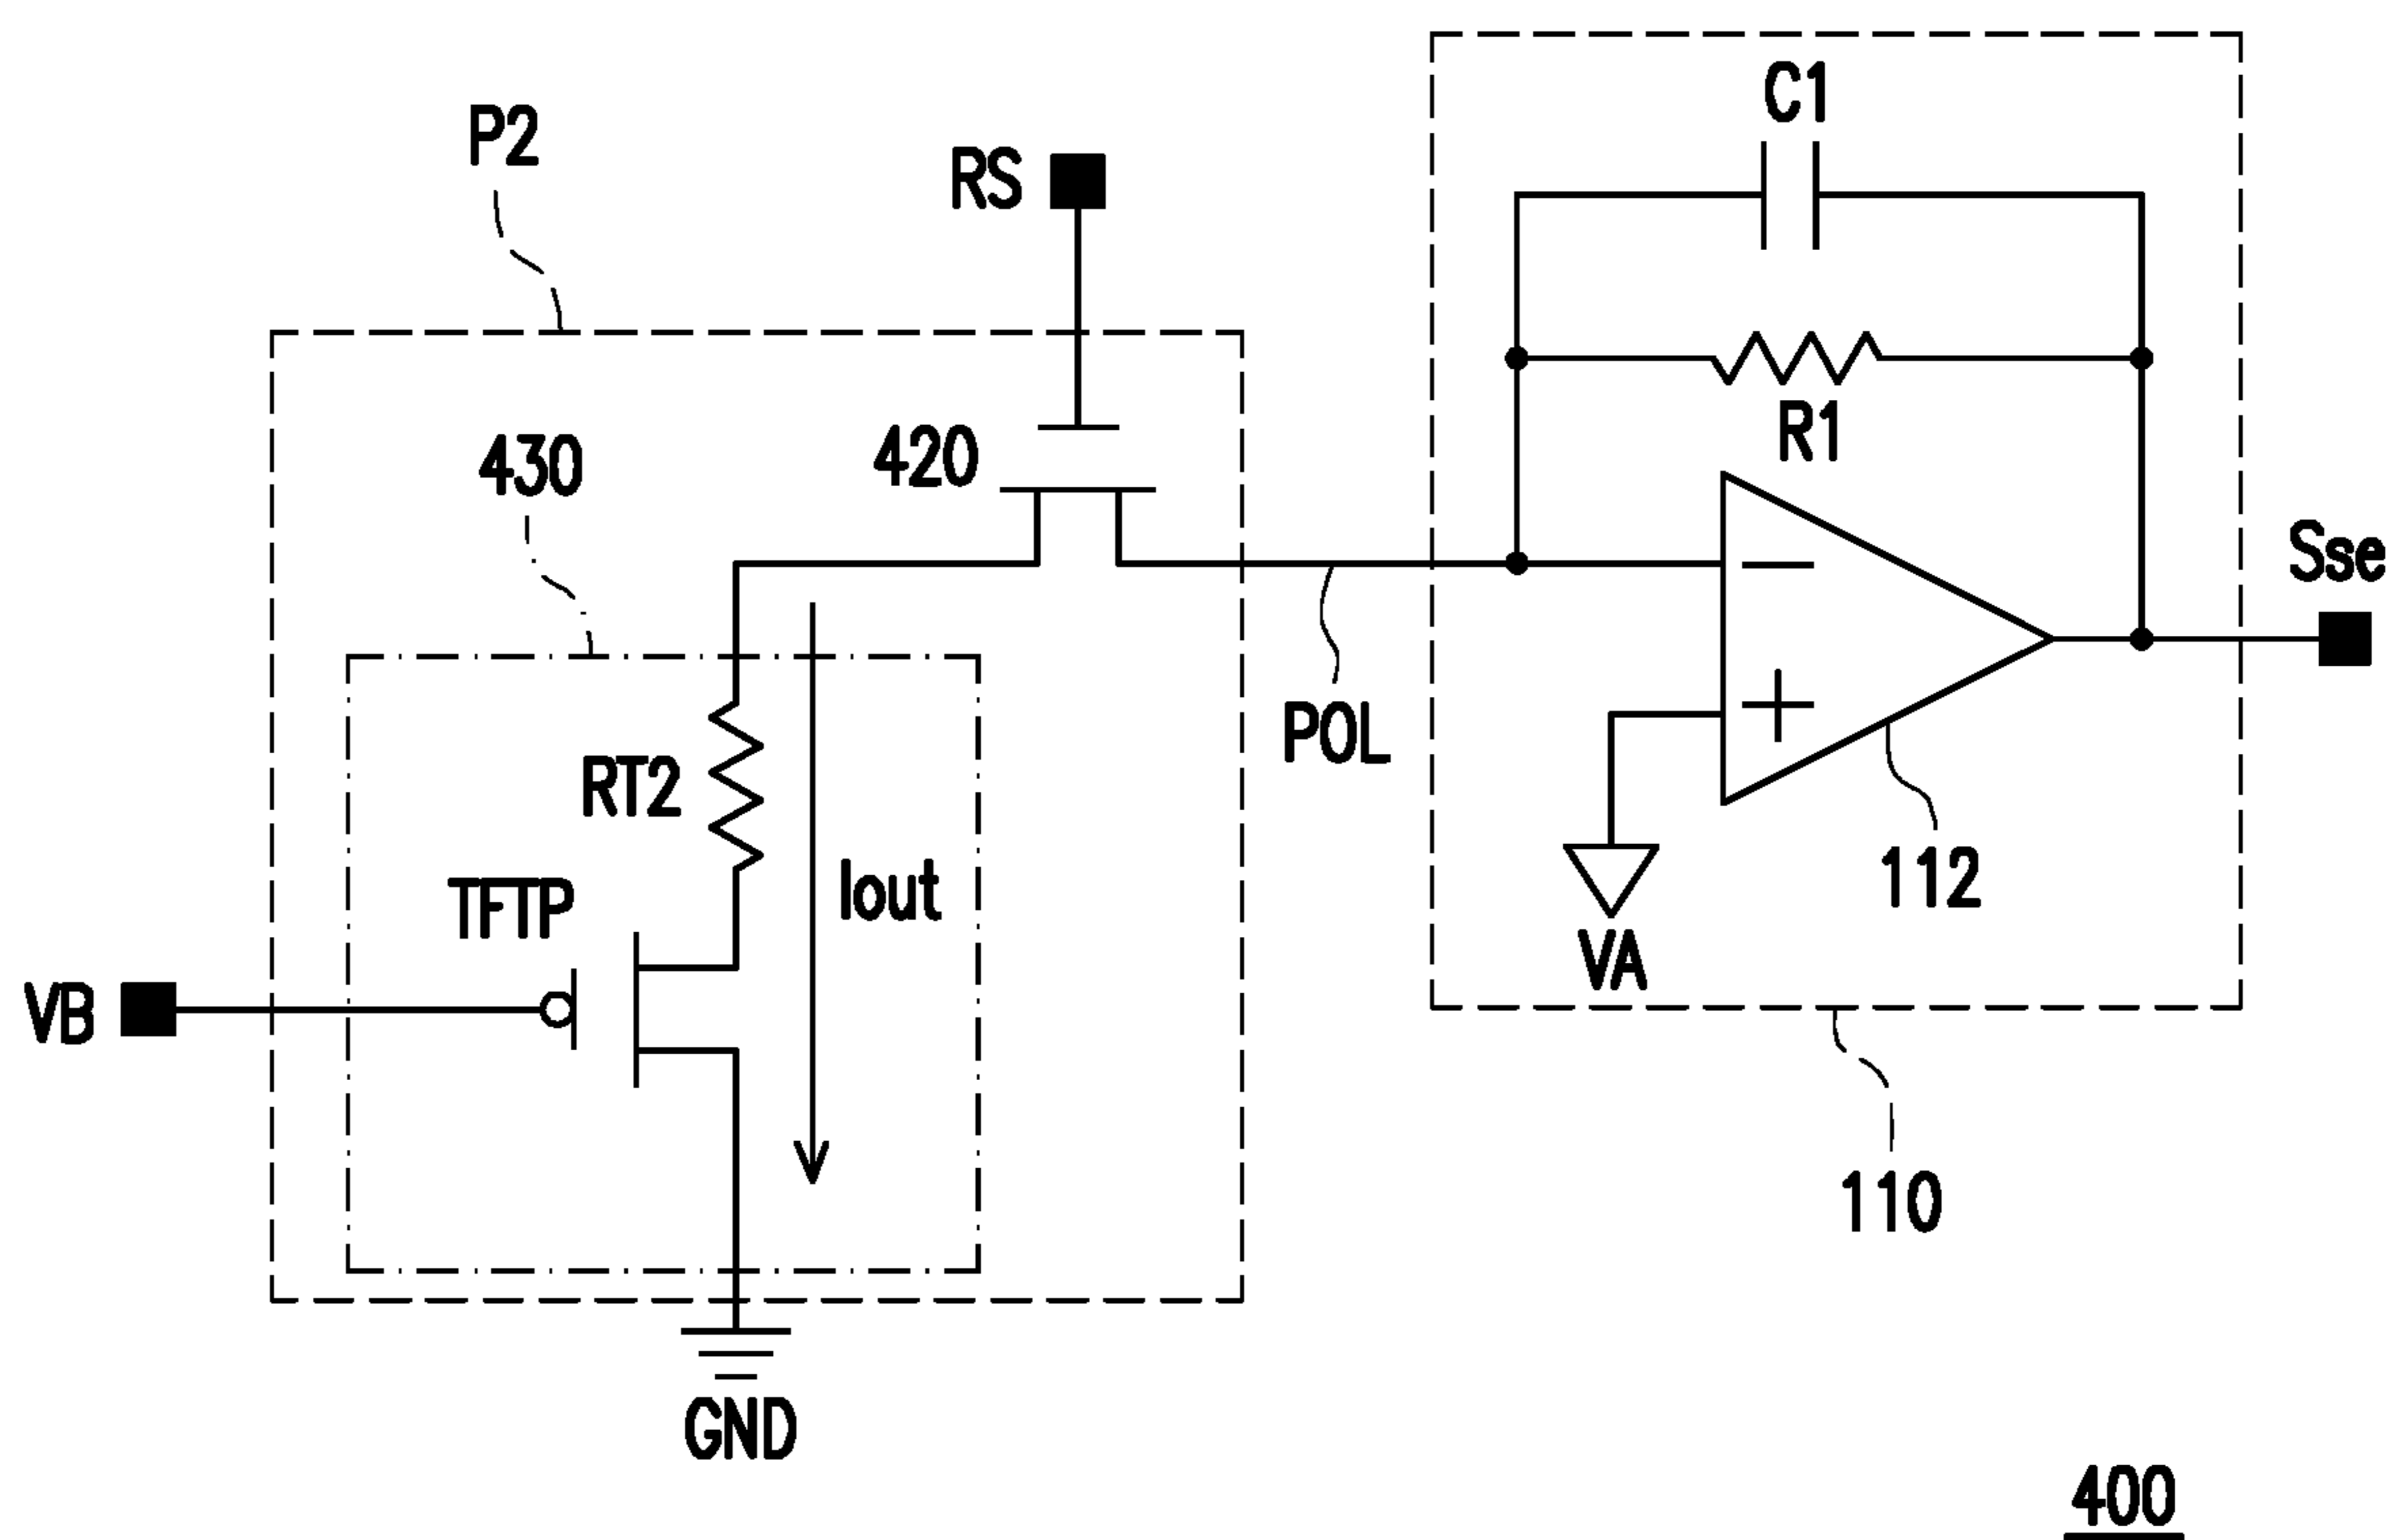 C1
P2
RS
R1
430
420
Sse
POL
RT2
112
TFTP
Iout
VA
VB
110
GND
400